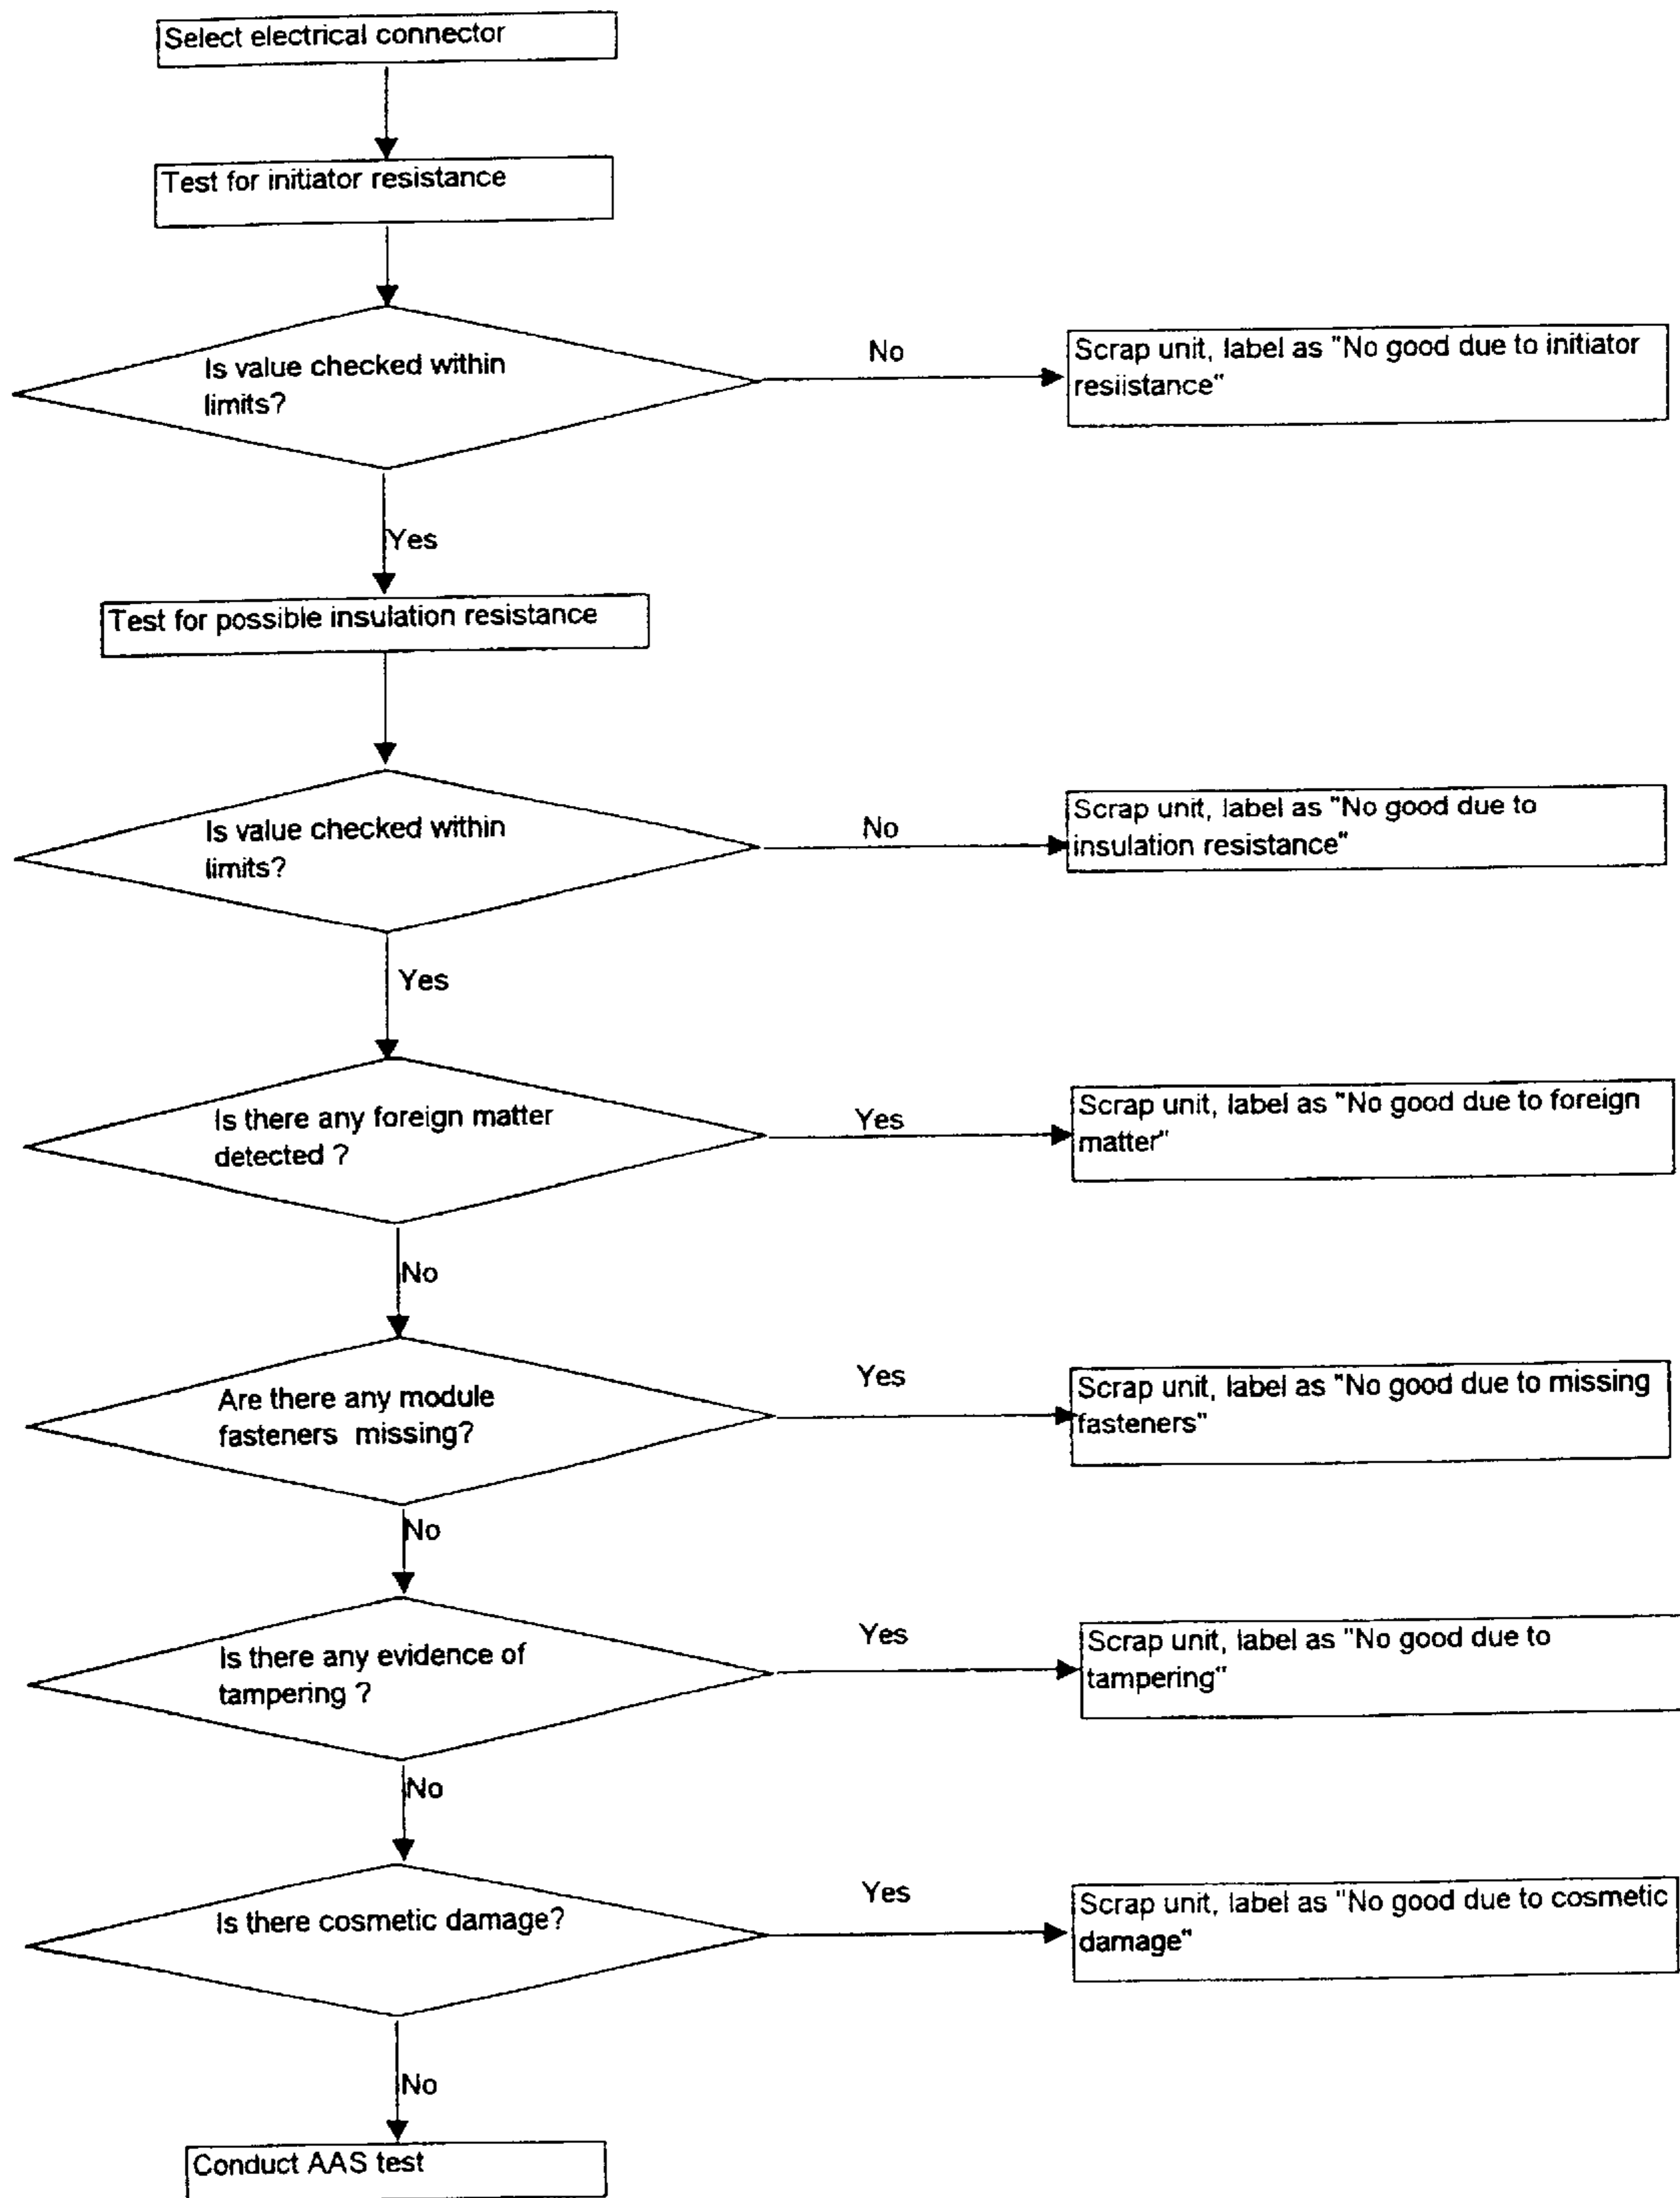 Select electrical connector
Test for initiator resistance
Is value checked within
limits?
No
Scrap unit, label as "No good due to initiator
resiistance"
Yes
Test for possible insulation resistance
Is value checked within
limits?
No
Scrap unit, label as "No good due to
insulation resistance"
Yes
Is there any foreign matter
detected ?
Yes
Scrap unit, label as "No good due to foreign
matter"
No
Are there any module
fasteners missing?
Yes
Scrap unit, label as "No good due to missing
fasteners"
No
Is there any evidence of
tampering ?
Yes
Scrap unit, label as "No good due to
tampering"
No
Is there cosmetic damage?
Yes
Scrap unit, label as "No good due to cosmetic
damage"
No
Conduct AAS test